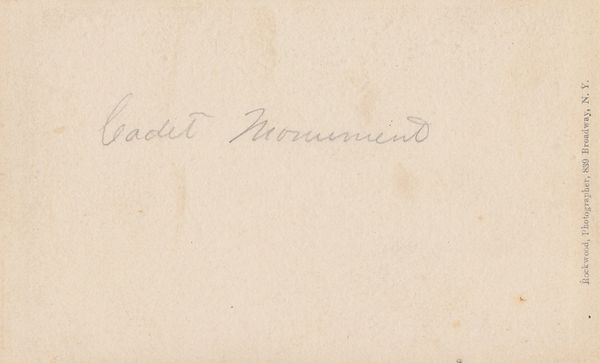 Cadet Monument
Rockwood, Photographer, 839 Broadway, N. Y.